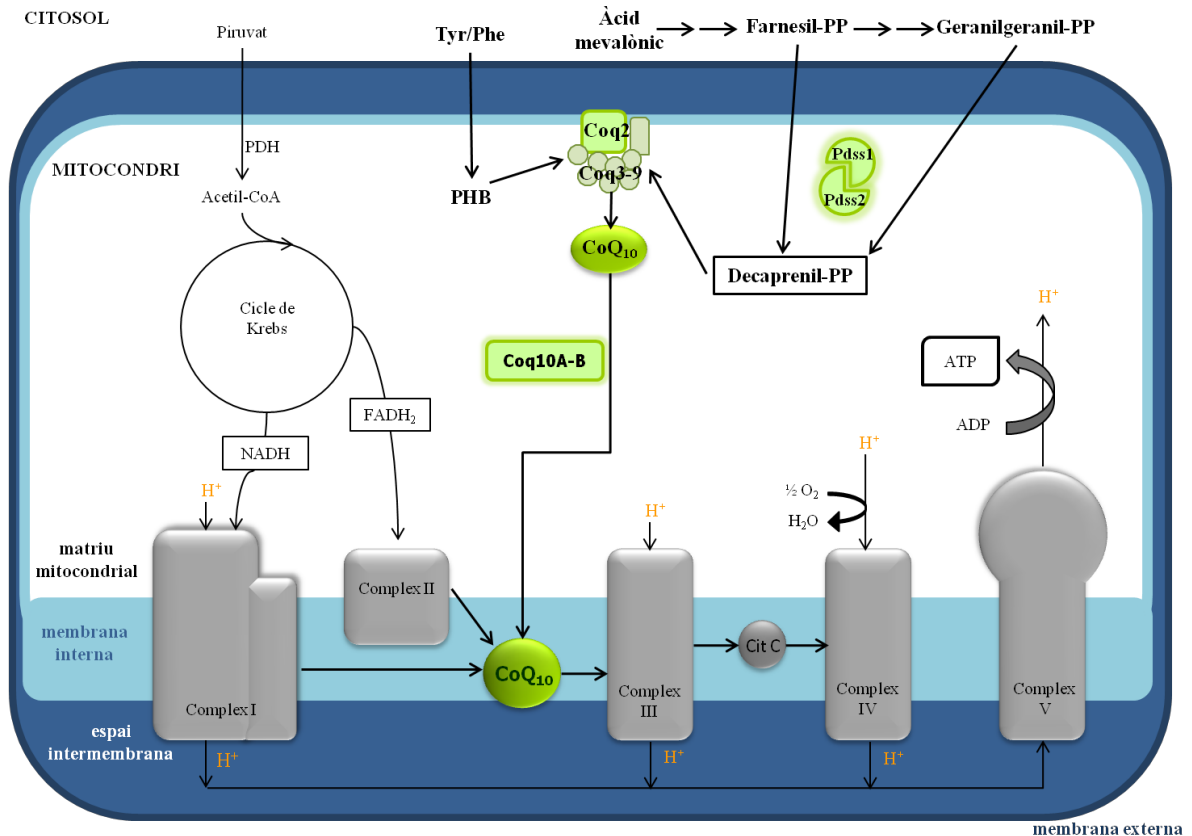 CITOSOL
Piruvat
Tyr/Phe
Àcid
mevalònic
Farnesil-PP
Geranilgeranil-PP
PDH
MITOCONDRI
Acetil-CoA
PHB
Coq2
Coq3-9
Pdss1
Pdss2
CoQ₁₀
Decaprenil-PP
Cicle de
Krebs
Coq10A-B
FADH₂
NADH
H⁺
ATP
ADP
H⁺
H⁺
½ O₂
H₂O
H⁺
matriu
mitocondrial
Complex II
membrana
interna
CoQ₁₀
Cit C
Complex I
Complex
III
Complex
IV
Complex
V
espai
intermembrana
H⁺
H⁺
H⁺
membrana externa